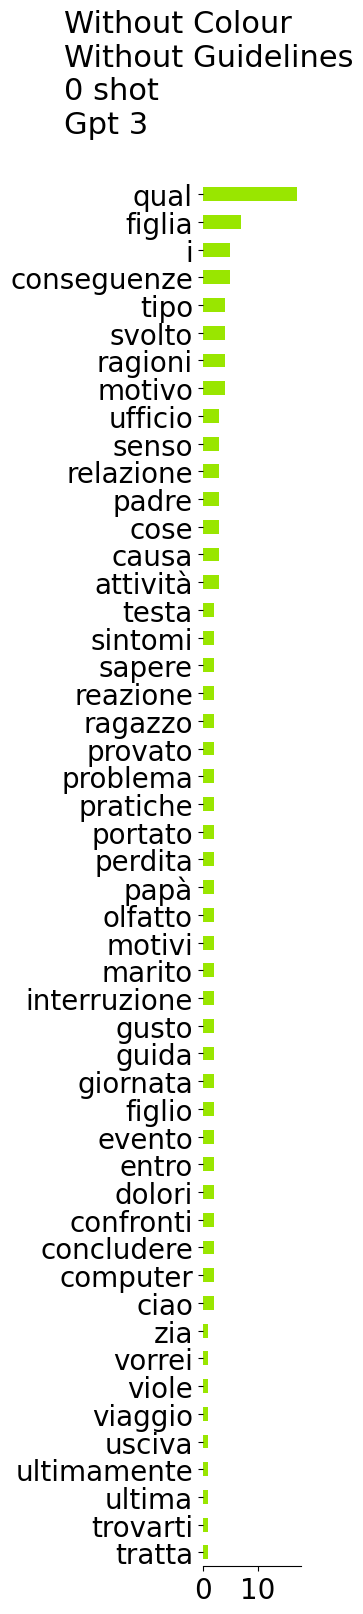 Without Colour
Without Guidelines
0 shot
Gpt 3
qual
figlia
i
conseguenze
tipo
svolto
ragioni
motivo
ufficio
senso
relazione
padre
cose
causa
attività
testa
sintomi
sapere
reazione
ragazzo
provato
problema
pratiche
portato
perdita
papà
olfatto
motivi
marito
interruzione
gusto
guida
giornata
figlio
evento
entro
dolori
confronti
concludere
computer
ciao
zia
vorrei
viole
viaggio
usciva
ultimamente
ultima
trovarti
tratta
0 10